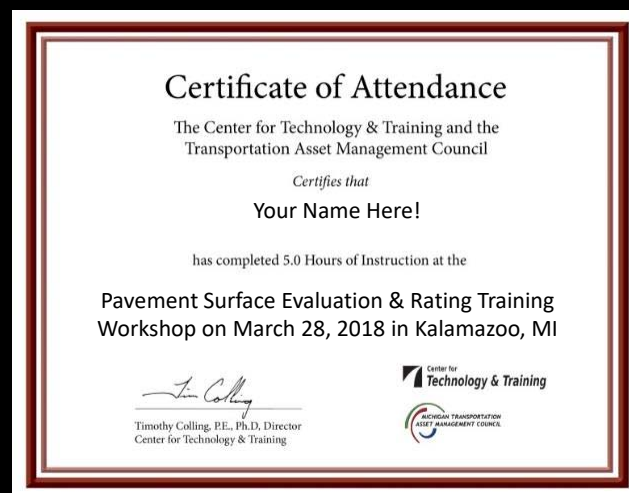 Certificate of Attendance
The Center for Technology & Training and the
Transportation Asset Management Council
Certifies that
Your Name Here!
has completed 5.0 Hours of Instruction at the
Pavement Surface Evaluation & Rating Training
Workshop on March 28, 2018 in Kalamazoo, MI
Tim Colling
Timothy Colling, P.E., Ph.D, Director
Center for Technology & Training
Center for
Technology & Training
MICHIGAN TRANSPORTATION
ASSET MANAGEMENT COUNCIL